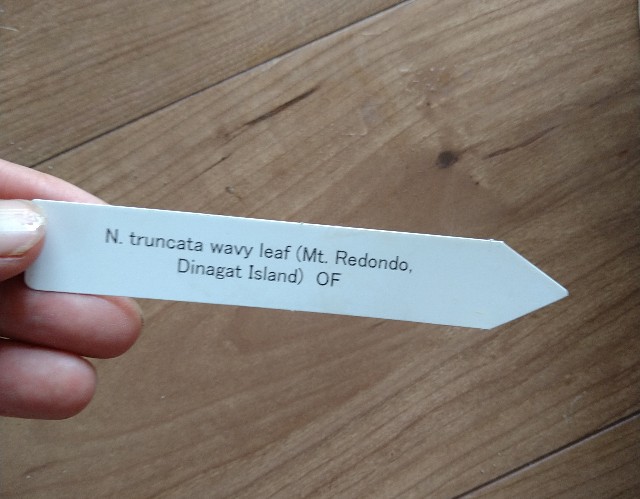 N. truncata wavy leaf (Mt. Redondo,
Dinagat Island) OF